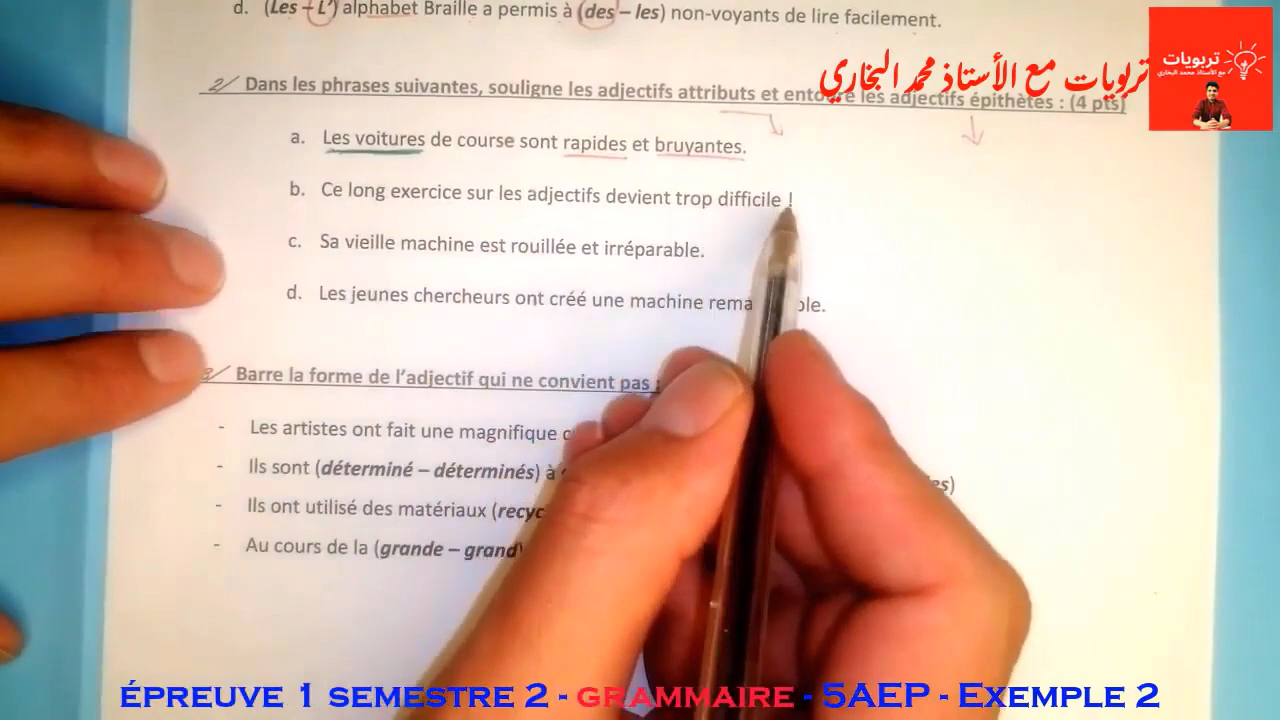 d. (Les – L') alphabet Braille a permis à (des – les) non-voyants de lire facilement.
تربويات مع الأستاذ محمد البخاري
تربويات
مع الأستاذ محمد البخاري
2/ Dans les phrases suivantes, souligne les adjectifs attributs et entoure les adjectifs épithètes : (4 pts)
a. Les voitures de course sont rapides et bruyantes.
b. Ce long exercice sur les adjectifs devient trop difficile !
c. Sa vieille machine est rouillée et irréparable.
d. Les jeunes chercheurs ont créé une machine
3/ Barre la forme de l'adjectif qui ne convient pas :
- Les artistes ont fait une magnifique
- Ils sont (déterminé – déterminés) à
- Ils ont utilisé des matériaux
- Au cours de la (grande – grand)
ÉPREUVE 1 SEMESTRE 2 - GRAMMAIRE - 5AEP - EXEMPLE 2